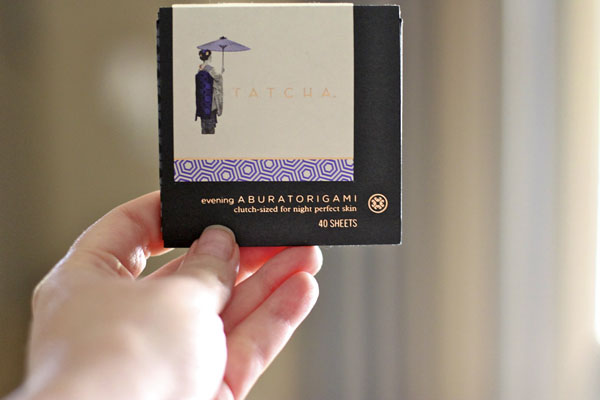 TATCHA
evening ABURATORIGAMI
clutch-sized for night perfect skin
40 SHEETS